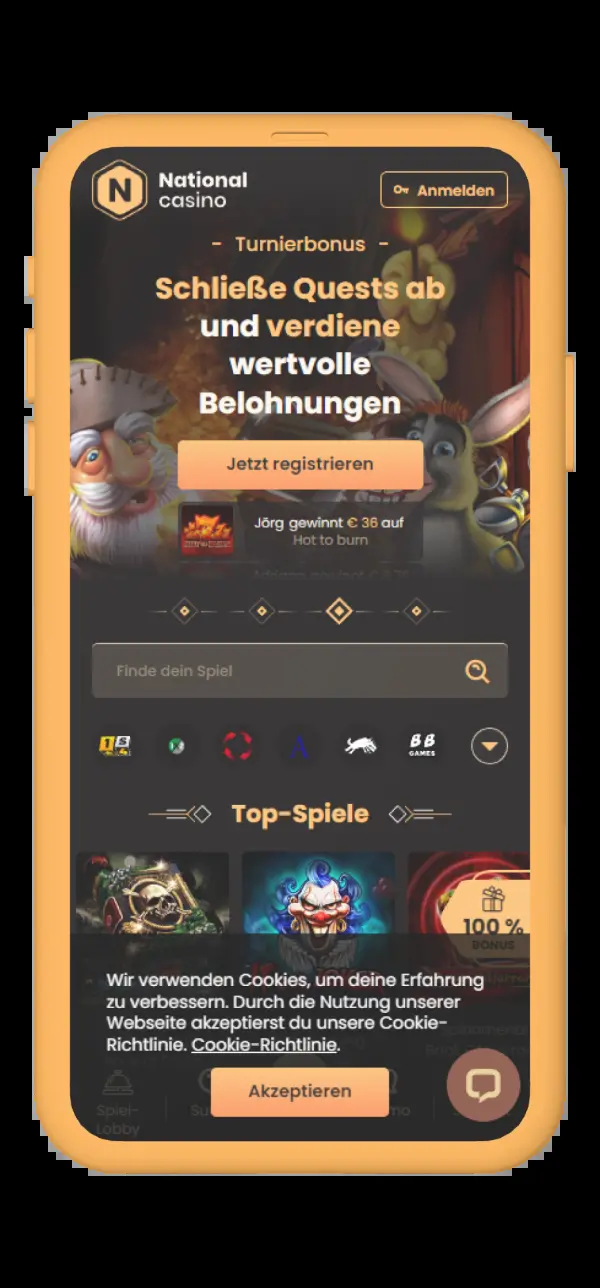 N
National
casino
Anmelden
- Turnierbonus -
Schließe Quests ab
und verdiene
wertvolle
Belohnungen
Jetzt registrieren
Jörg gewinnt € 36 auf
Hot to burn
Finde dein Spiel
1
BB
GAMES
Top-Spiele
100 %
BONUS
Wir verwenden Cookies, um deine Erfahrung
zu verbessern. Durch die Nutzung unserer
Webseite akzeptierst du unsere Cookie-
Richtlinie. Cookie-Richtlinie.
Akzeptieren
Spiel-
Lobby